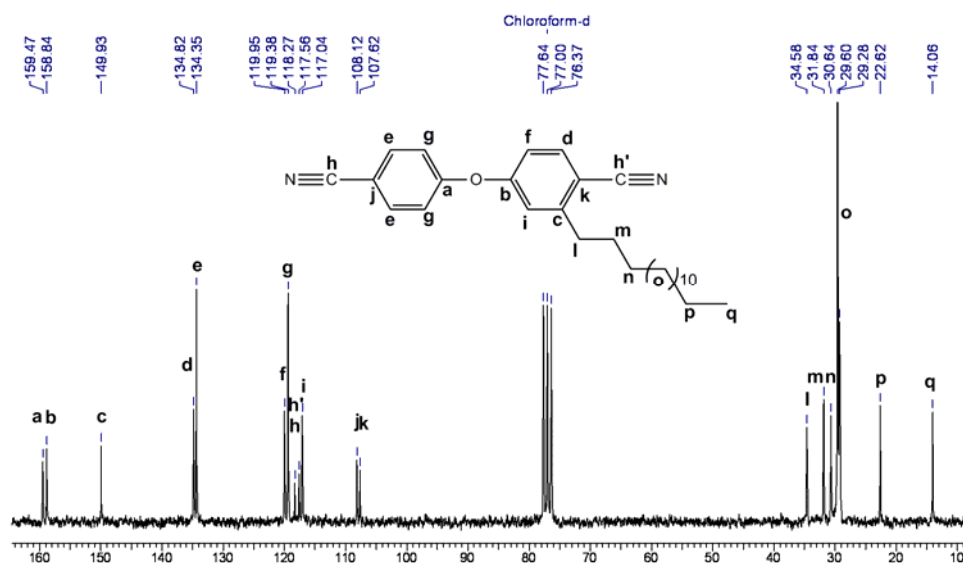 Chloroform-d
159.47
158.84
149.93
134.82
134.35
119.95
119.38
118.27
117.56
117.04
108.12
107.62
77.64
77.00
76.37
34.58
31.84
30.64
29.60
29.28
22.62
14.06
e g f d
h h'
N C j a O b k C N
e g i c
l m n ( o ) 10 p q
a b c d e f g h h' i j k l m n o p q
160 150 140 130 120 110 100 90 80 70 60 50 40 30 20 10